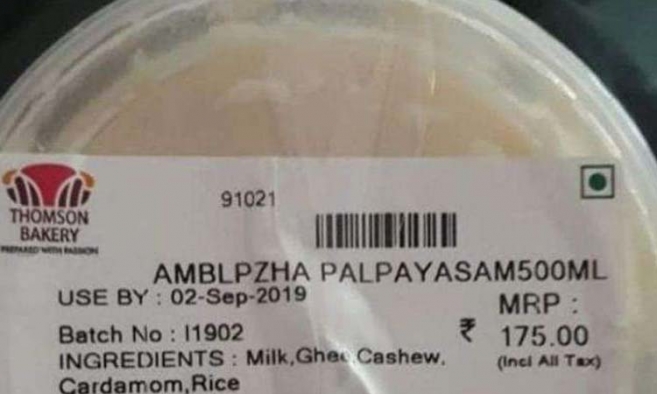 THOMSON
BAKERY
PREPARED WITH PASSION
91021
AMBLPZHA PALPAYASAM500ML
USE BY : 02-Sep-2019
MRP :
Batch No : I1902
₹ 175.00
(Incl All Tax)
INGREDIENTS : Milk,Ghee,Cashew,
Cardamom,Rice